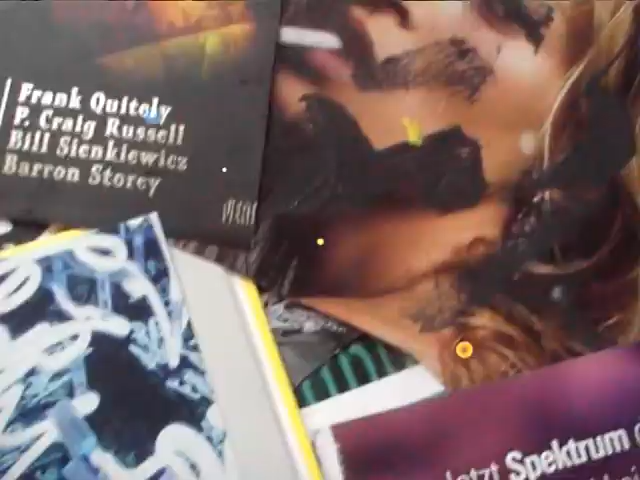 Frank Quitely
P. Craig Russell
Bill Sienkiewicz
Barron Storey
Jetzt Spektrum